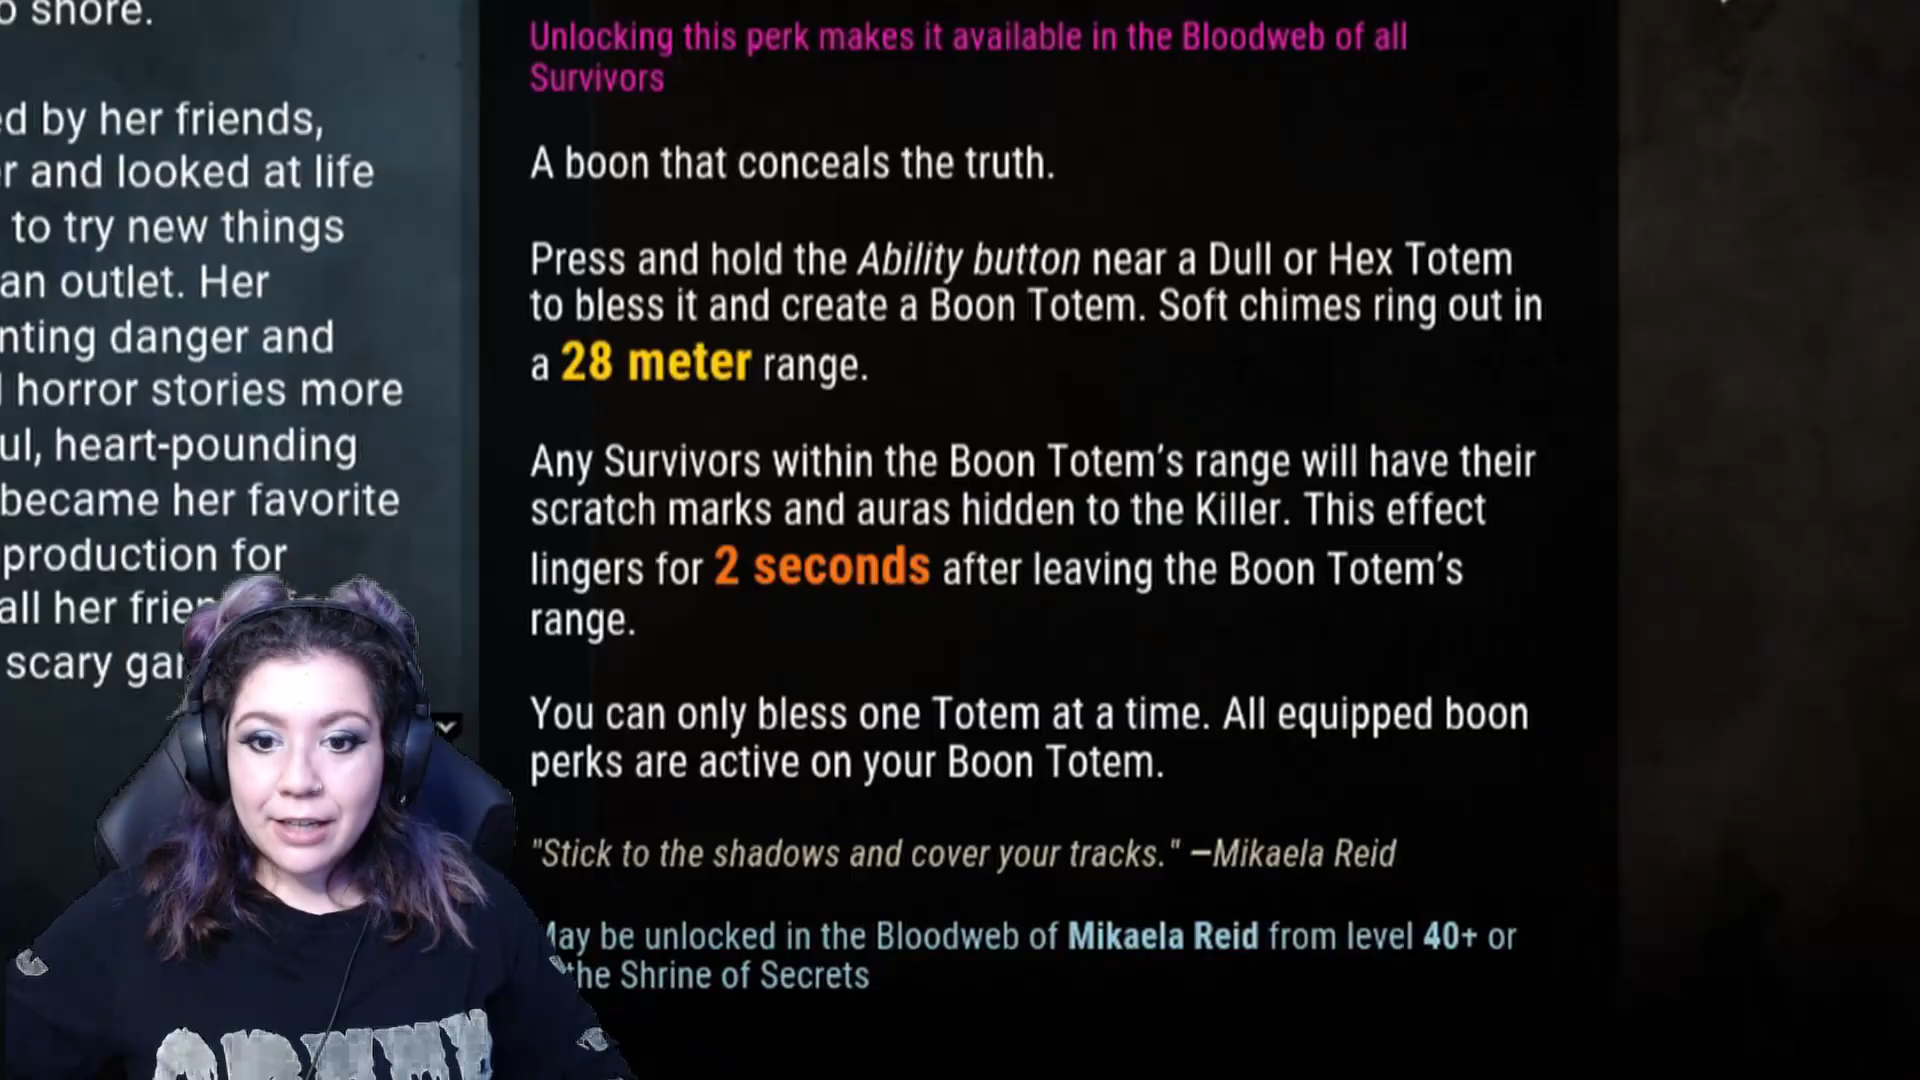 o shore.
ed by her friends,
r and looked at life
to try new things
an outlet. Her
nting danger and
horror stories more
ul, heart-pounding
became her favorite
production for
all her
scary
Unlocking this perk makes it available in the Bloodweb of all
Survivors
A boon that conceals the truth.
Press and hold the Ability button near a Dull or Hex Totem
to bless it and create a Boon Totem. Soft chimes ring out in
a 28 meter range.
Any Survivors within the Boon Totem's range will have their
scratch marks and auras hidden to the Killer. This effect
lingers for 2 seconds after leaving the Boon Totem's
range.
You can only bless one Totem at a time. All equipped boon
perks are active on your Boon Totem.
"Stick to the shadows and cover your tracks." —Mikaela Reid
May be unlocked in the Bloodweb of Mikaela Reid from level 40+ or
the Shrine of Secrets